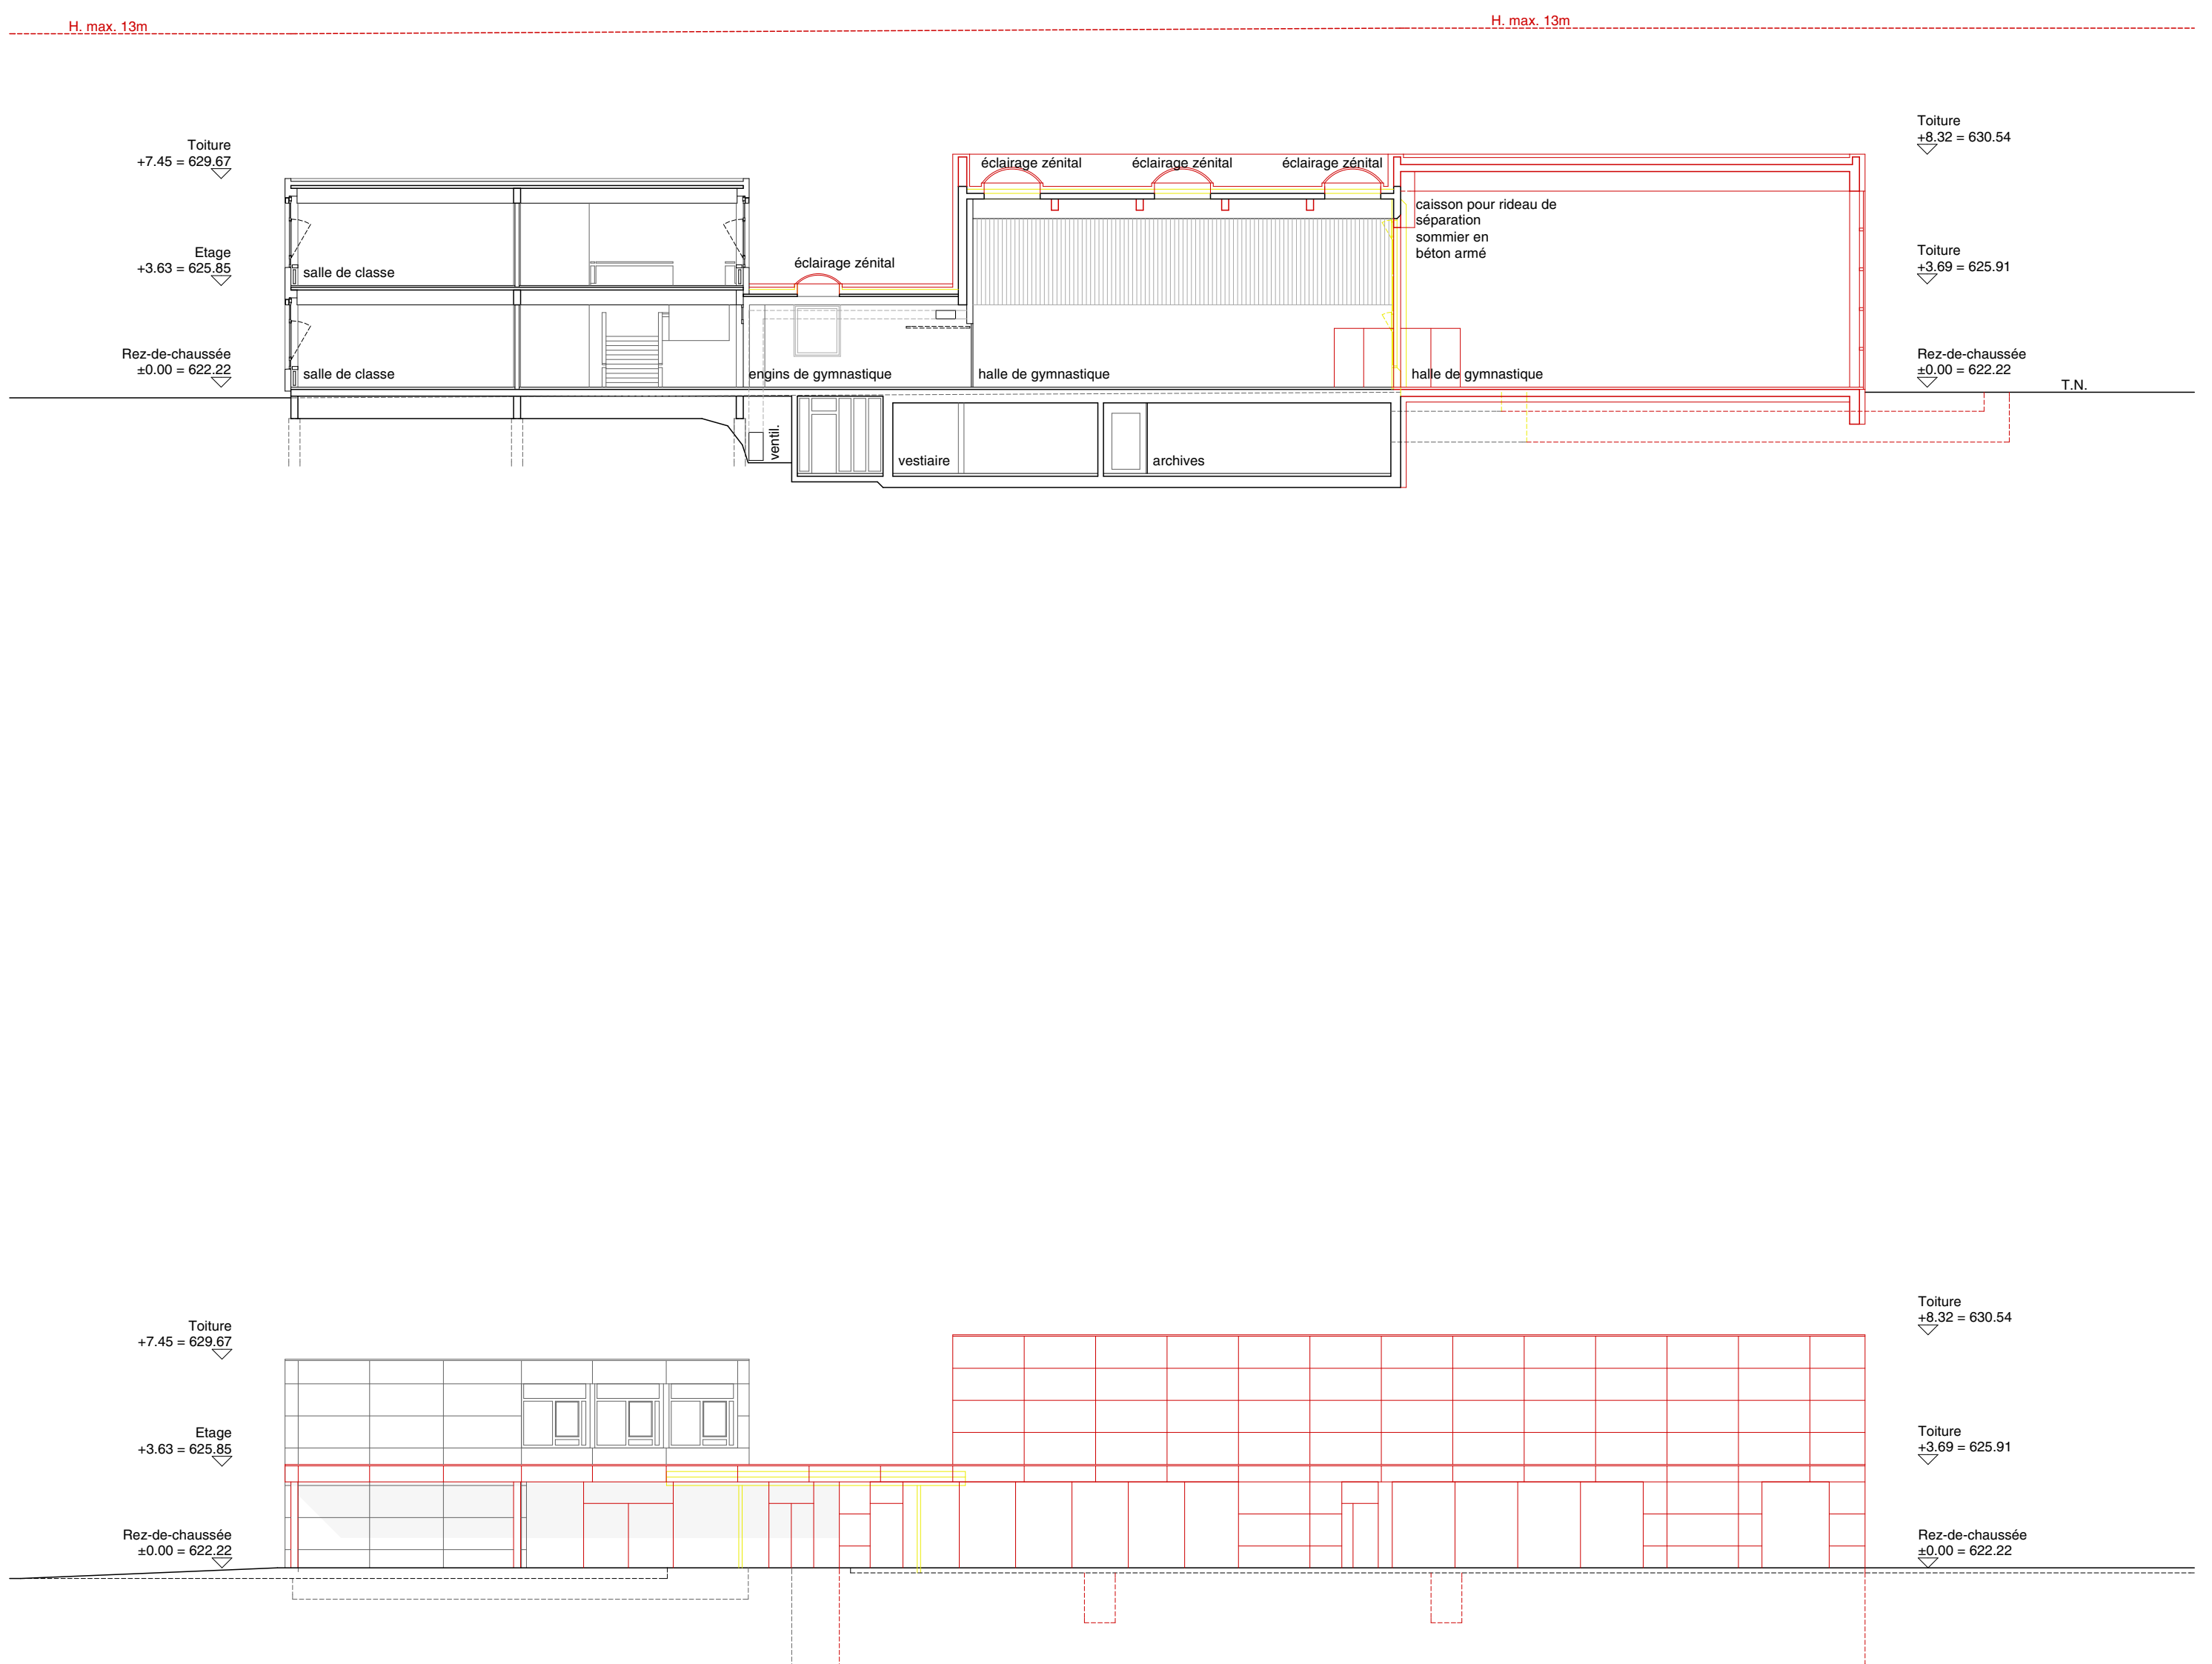 H. max. 13m
H. max. 13m
Toiture
+7.45 = 629.67
Etage
+3.63 = 625.85
Rez-de-chaussée
±0.00 = 622.22
éclairage zénital
éclairage zénital
éclairage zénital
éclairage zénital
caisson pour rideau de
séparation
sommier en
béton armé
salle de classe
salle de classe
engins de gymnastique
halle de gymnastique
halle de gymnastique
ventil.
vestiaire
archives
Toiture
+8.32 = 630.54
Toiture
+3.69 = 625.91
Rez-de-chaussée
±0.00 = 622.22
T.N.
Toiture
+7.45 = 629.67
Etage
+3.63 = 625.85
Rez-de-chaussée
±0.00 = 622.22
Toiture
+8.32 = 630.54
Toiture
+3.69 = 625.91
Rez-de-chaussée
±0.00 = 622.22